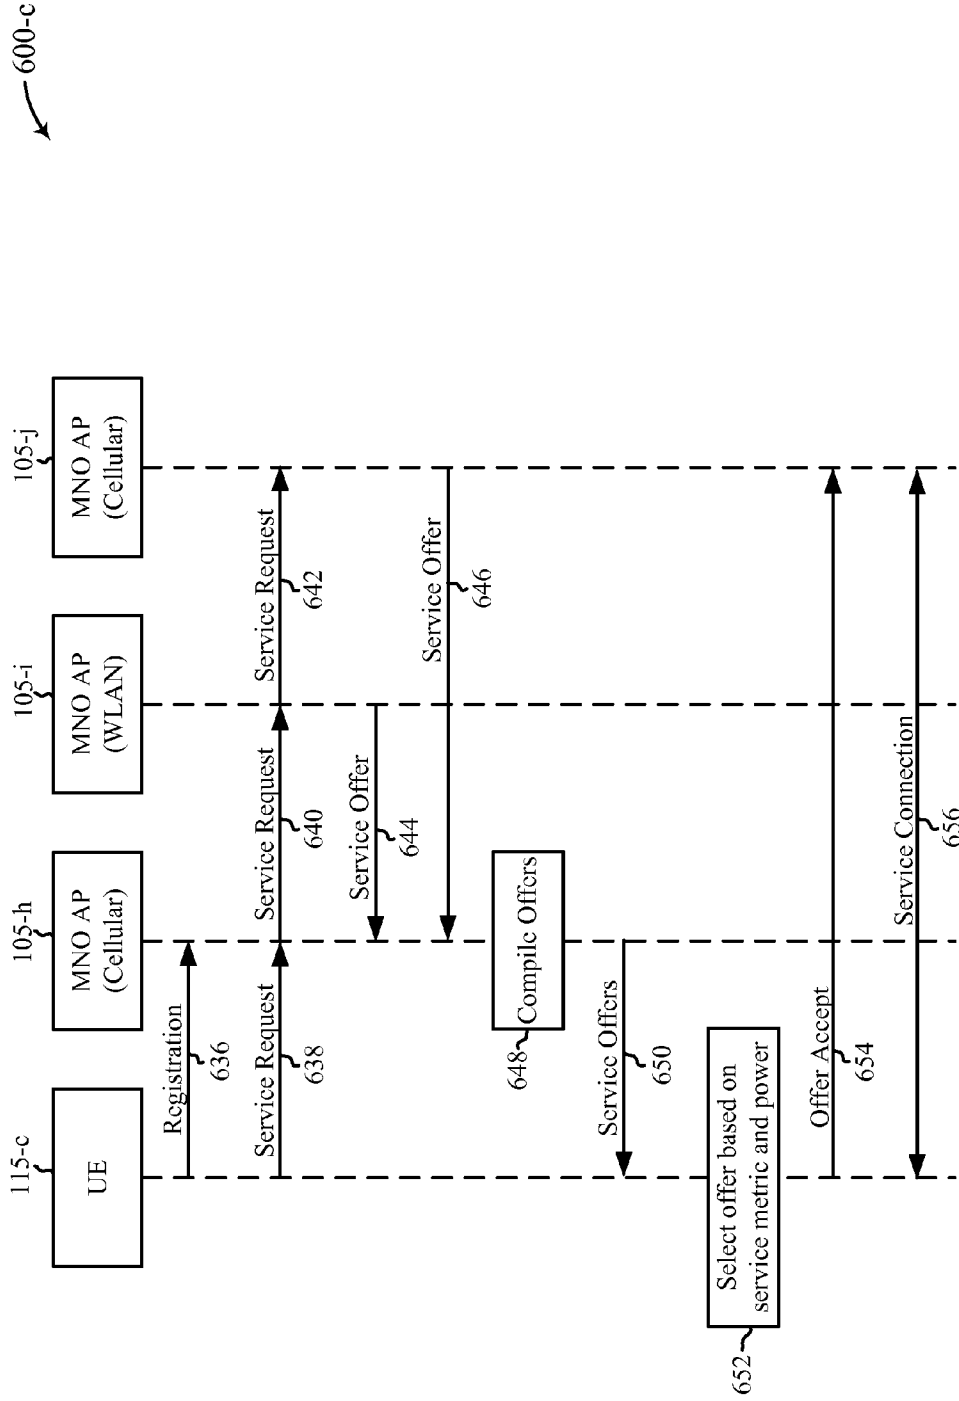 600-c
115-c
UE
105-h
MNO AP
(Cellular)
105-i
MNO AP
(WLAN)
105-j
MNO AP
(Cellular)
Registration
636
Service Request
638
Service Request
640
Service Request
642
Service Offer
644
Service Offer
646
Compile Offers
648
Service Offers
650
Select offer based on
service metric and power
652
Offer Accept
654
Service Connection
656